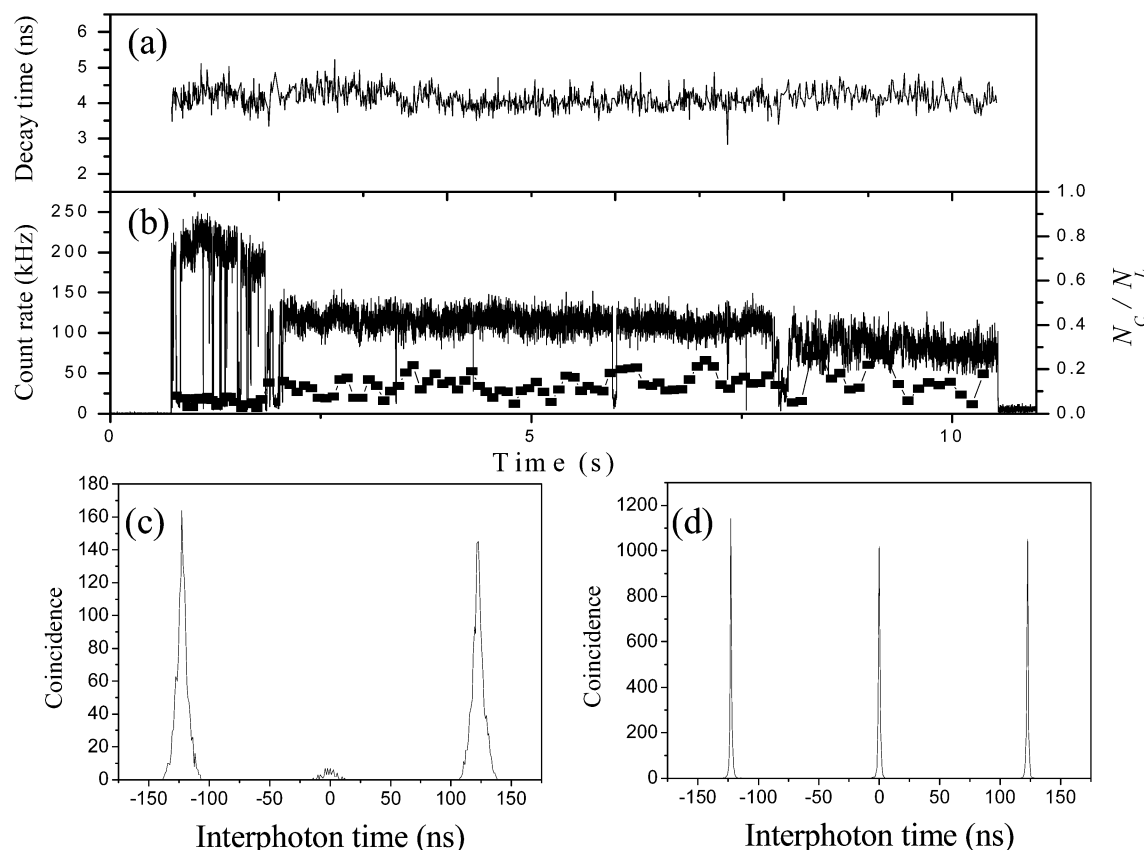 (a)
Decay time (ns)
6
5
4
3
2
(b)
Count rate (kHz)
250
200
150
100
50
0
1.0
0.8
0.6
0.4
0.2
0.0
N_C / N_L
0 5 10
Time (s)
(c)
Coincidence
180
160
140
120
100
80
60
40
20
0
-150 -100 -50 0 50 100 150
Interphoton time (ns)
(d)
Coincidence
1200
1000
800
600
400
200
0
-150 -100 -50 0 50 100 150
Interphoton time (ns)